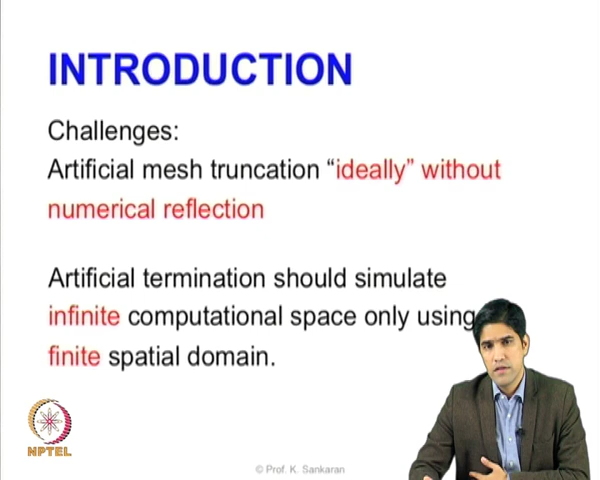 INTRODUCTION
Challenges:
Artificial mesh truncation “ideally” without
numerical reflection
Artificial termination should simulate
infinite computational space only using
finite spatial domain.
NPTEL
© Prof. K. Sankaran